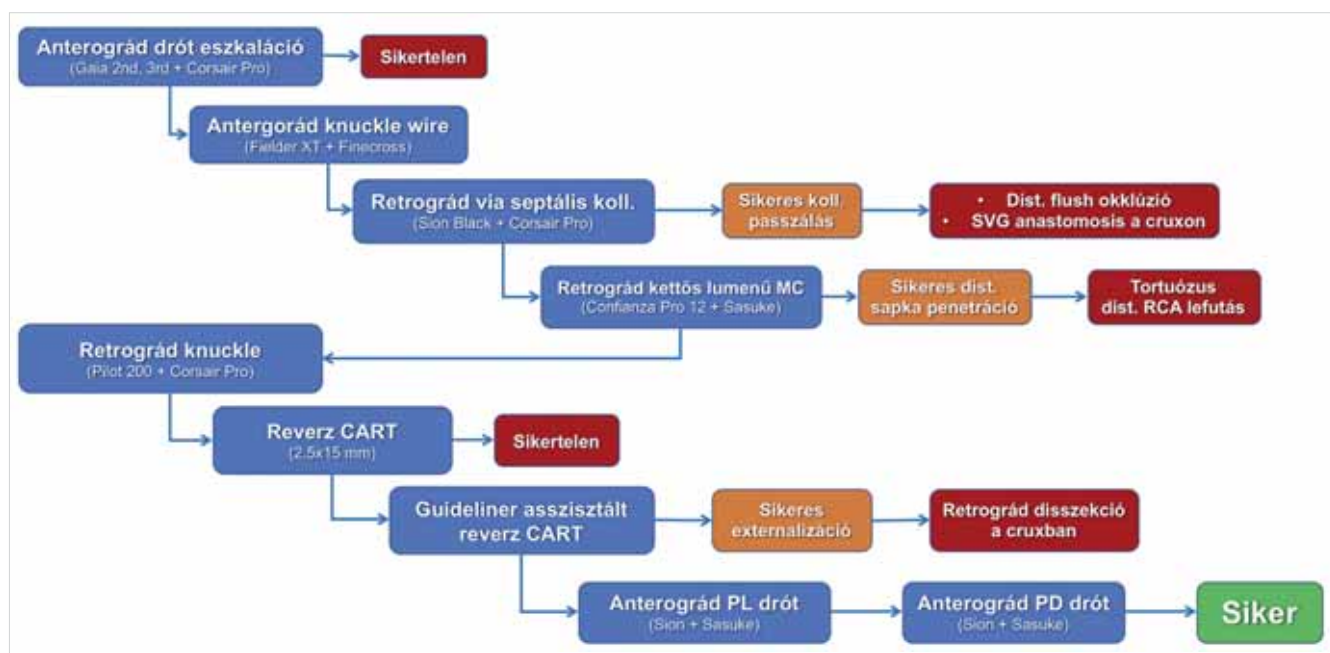 Anterográd drót eszkaláció
(Gaia 2nd, 3rd + Corsair Pro)
Sikertelen
Antergorád knuckle wire
(Fielder XT + Finecross)
Retrográd via septális koll.
(Sion Black + Corsair Pro)
Sikeres koll.
passzálás
• Dist. flush okklúzió
• SVG anastomosis a cruxon
Retrográd kettős lumenű MC
(Confianza Pro 12 + Sasuke)
Sikeres dist.
sapka penetráció
Tortuózus
dist. RCA lefutás
Retrográd knuckle
(Pilot 200 + Corsair Pro)
Reverz CART
(2.5x15 mm)
Sikertelen
Guideliner asszisztált
reverz CART
Sikeres
externalizáció
Retrográd disszekció
a cruxban
Anterográd PL drót
(Sion + Sasuke)
Anterográd PD drót
(Sion + Sasuke)
Siker